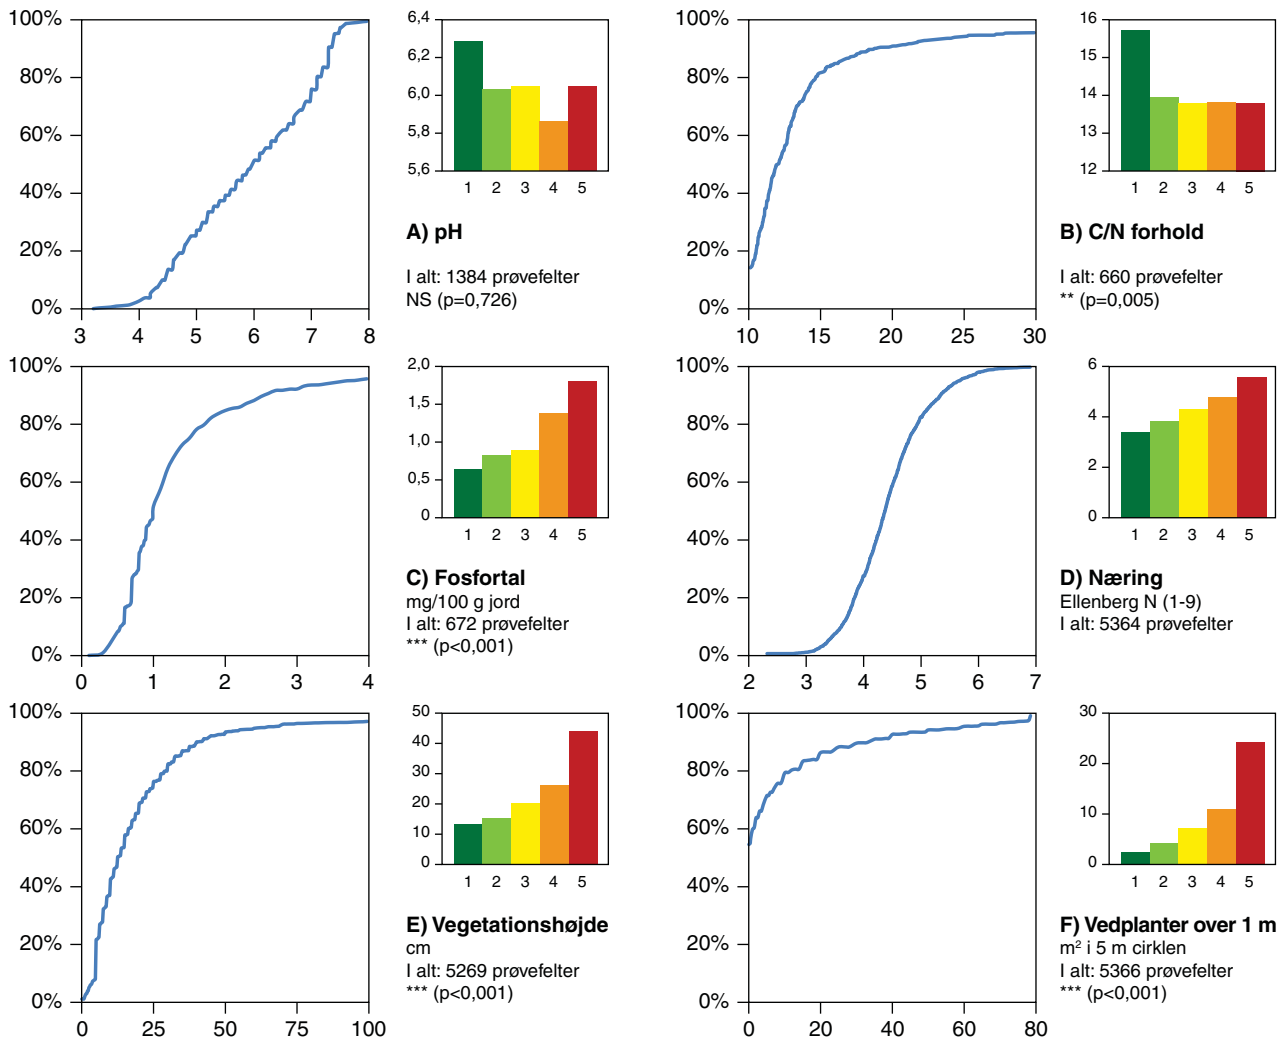 100%
80%
60%
40%
20%
0%
3 4 5 6 7 8
6,4
6,2
6,0
5,8
5,6
1 2 3 4 5
A) pH
I alt: 1384 prøvefelter
NS (p=0,726)
100%
80%
60%
40%
20%
0%
10 15 20 25 30
16
15
14
13
12
1 2 3 4 5
B) C/N forhold
I alt: 660 prøvefelter
** (p=0,005)
100%
80%
60%
40%
20%
0%
0 1 2 3 4
2,0
1,5
1,0
0,5
0
1 2 3 4 5
C) Fosfortal
mg/100 g jord
I alt: 672 prøvefelter
*** (p<0,001)
100%
80%
60%
40%
20%
0%
2 3 4 5 6 7
6
4
2
0
1 2 3 4 5
D) Næring
Ellenberg N (1-9)
I alt: 5364 prøvefelter
100%
80%
60%
40%
20%
0%
0 25 50 75 100
50
40
30
20
10
0
1 2 3 4 5
E) Vegetationshøjde
cm
I alt: 5269 prøvefelter
*** (p<0,001)
100%
80%
60%
40%
20%
0%
0 20 40 60 80
30
20
10
0
1 2 3 4 5
F) Vedplanter over 1 m
m² i 5 m cirklen
I alt: 5366 prøvefelter
*** (p<0,001)